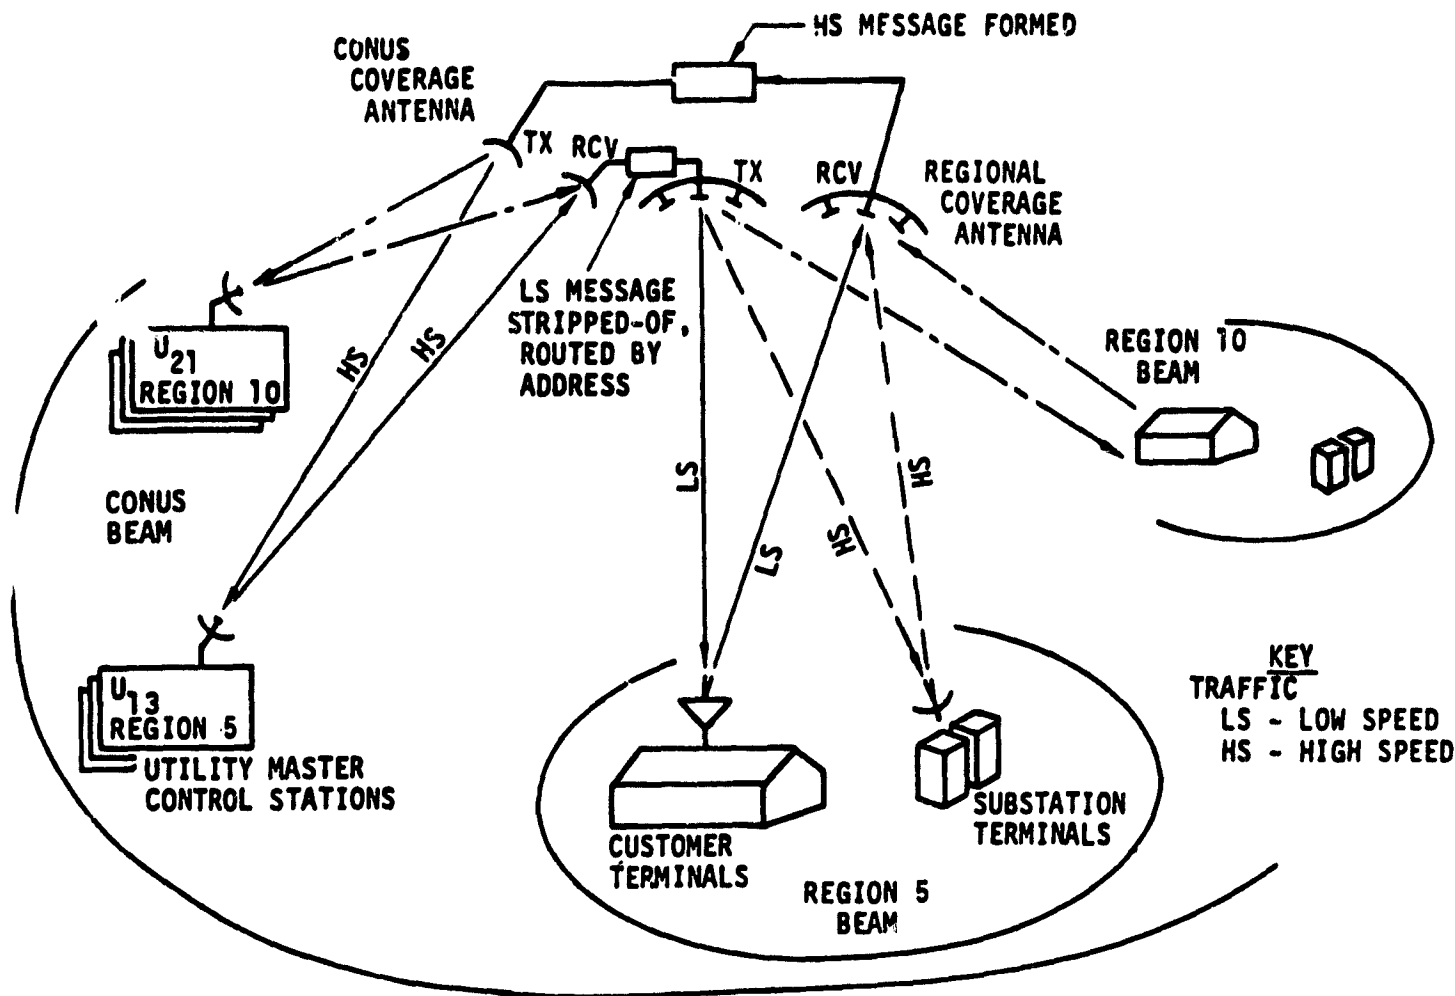 HS MESSAGE FORMED
CONUS
COVERAGE
ANTENNA
TX
RCV
TX
RCV
REGIONAL
COVERAGE
ANTENNA
LS MESSAGE
STRIPPED-OF,
ROUTED BY
ADDRESS
U21
REGION 10
HS
HS
REGION 10
BEAM
CONUS
BEAM
LS
LS
HS
HS
U13
REGION 5
UTILITY MASTER
CONTROL STATIONS
CUSTOMER
TERMINALS
SUBSTATION
TERMINALS
REGION 5
BEAM
KEY
TRAFFIC
LS - LOW SPEED
HS - HIGH SPEED